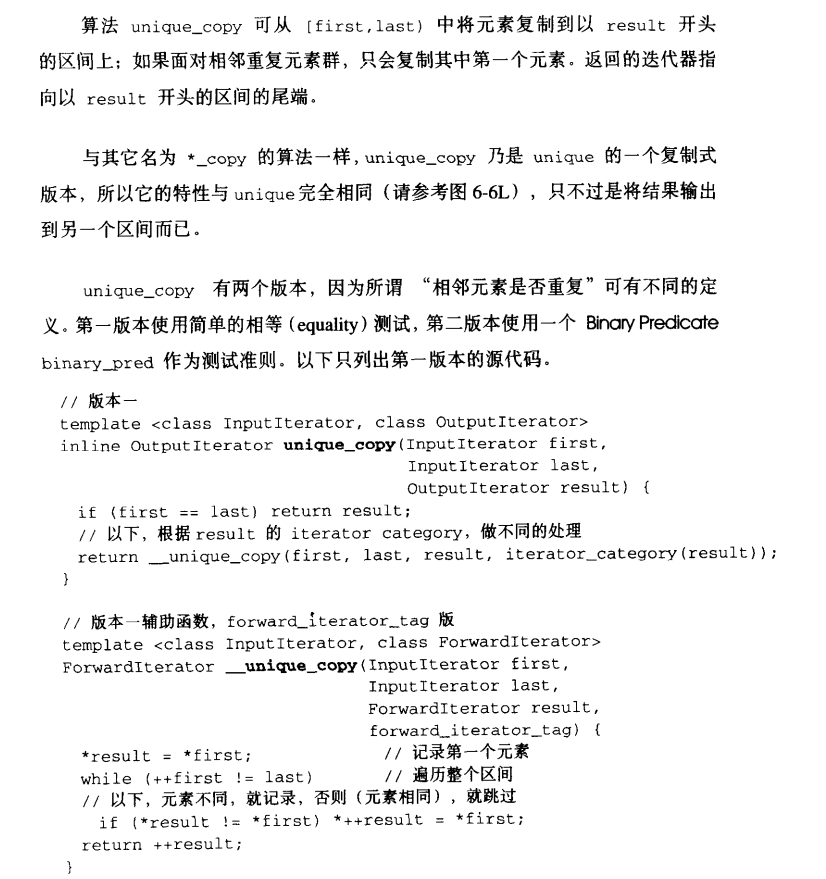 算法 unique_copy 可从 [first,last) 中将元素复制到以 result 开头
的区间上；如果面对相邻重复元素群，只会复制其中第一个元素。返回的迭代器指
向以 result 开头的区间的尾端。
与其它名为 *_copy 的算法一样，unique_copy 乃是 unique 的一个复制式
版本，所以它的特性与 unique 完全相同（请参考图 6-6L），只不过是将结果输出
到另一个区间而已。
unique_copy 有两个版本，因为所谓 “相邻元素是否重复”可有不同的定
义。第一版本使用简单的相等（equality）测试，第二版本使用一个 Binary Predicate
binary_pred 作为测试准则。以下只列出第一版本的源代码。
// 版本一
template <class InputIterator, class OutputIterator>
inline OutputIterator unique_copy(InputIterator first,
InputIterator last,
OutputIterator result) {
if (first == last) return result;
// 以下，根据 result 的 iterator category，做不同的处理
return __unique_copy(first, last, result, iterator_category(result));
}
// 版本一辅助函数，forward_iterator_tag 版
template <class InputIterator, class ForwardIterator>
ForwardIterator __unique_copy(InputIterator first,
InputIterator last,
ForwardIterator result,
forward_iterator_tag) {
*result = *first; // 记录第一个元素
while (++first != last) // 遍历整个区间
// 以下，元素不同，就记录，否则（元素相同），就跳过
if (*result != *first) *++result = *first;
return ++result;
}